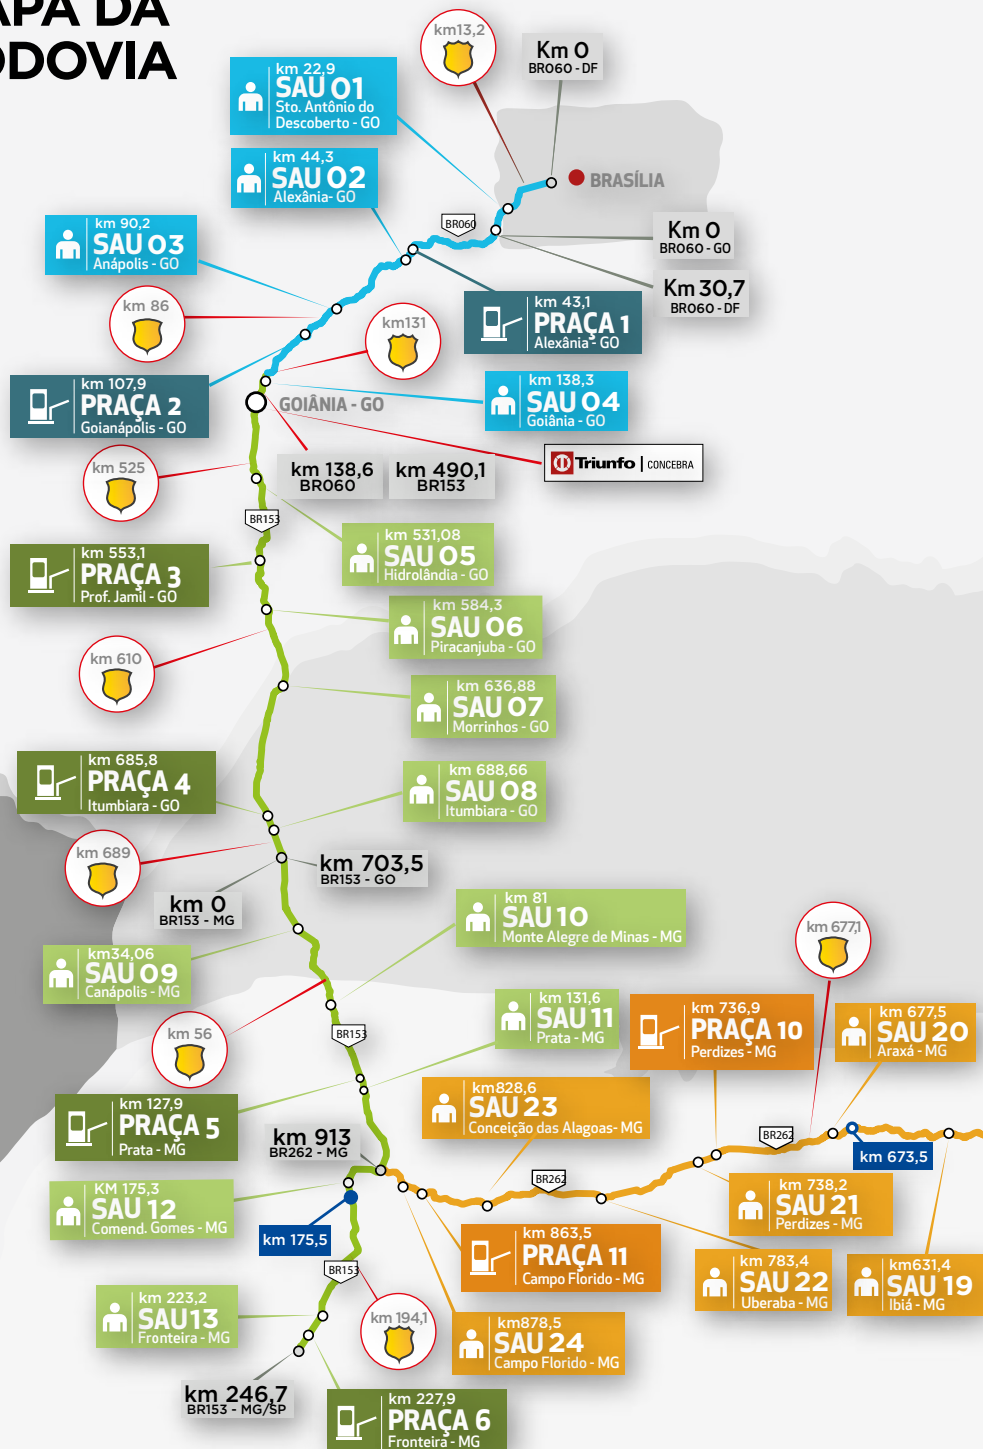 APA DA
ODOVIA
km13,2
Km 0
BR060 - DF
km 22,9
SAU 01
Sto. Antônio do
Descoberto - GO
km 44,3
SAU 02
Alexânia- GO
BRASÍLIA
BR060
Km 0
BR060 - GO
km 90,2
SAU 03
Anápolis - GO
Km 30,7
BR060 - DF
km 86
km131
km 43,1
PRAÇA 1
Alexânia - GO
km 107,9
PRAÇA 2
Goianápolis - GO
GOIÂNIA - GO
km 138,3
SAU 04
Goiânia - GO
km 525
km 138,6
BR060
km 490,1
BR153
Triunfo | CONCEBRA
BR153
km 531,08
SAU 05
Hidrolândia - GO
km 553,1
PRAÇA 3
Prof. Jamil - GO
km 584,3
SAU 06
Piracanjuba - GO
km 610
km 636,88
SAU 07
Morrinhos - GO
km 685,8
PRAÇA 4
Itumbiara - GO
km 688,66
SAU 08
Itumbiara - GO
km 689
km 703,5
BR153 - GO
km 0
BR153 - MG
km 81
SAU 10
Monte Alegre de Minas - MG
km 677,1
km34,06
SAU 09
Canápolis - MG
km 56
BR153
km 131,6
SAU 11
Prata - MG
km 736,9
PRAÇA 10
Perdizes - MG
km 677,5
SAU 20
Araxá - MG
km 127,9
PRAÇA 5
Prata - MG
km828,6
SAU 23
Conceição das Alagoas- MG
km 913
BR262 - MG
BR262
km 673,5
BR262
KM 175,3
SAU 12
Comend. Gomes - MG
km 738,2
SAU 21
Perdizes - MG
km 175,5
km 863,5
PRAÇA 11
Campo Florido - MG
km 783,4
SAU 22
Uberaba - MG
km631,4
SAU 19
Ibiá - MG
BR153
km 223,2
SAU13
Fronteira - MG
km 194,1
km878,5
SAU 24
Campo Florido - MG
km 246,7
BR153 - MG/SP
km 227,9
PRAÇA 6
Fronteira - MG